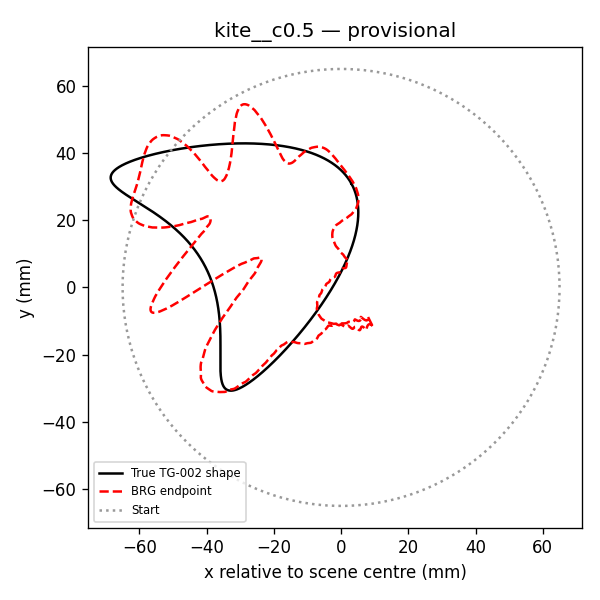 kite__c0.5 — provisional
y (mm)
60
40
20
0
−20
−40
−60
True TG-002 shape
BRG endpoint
Start
−60 −40 −20 0 20 40 60
x relative to scene centre (mm)